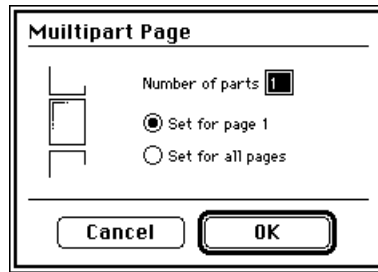 Muiltipart Page
Number of parts 1
Set for page 1
Set for all pages
Cancel OK